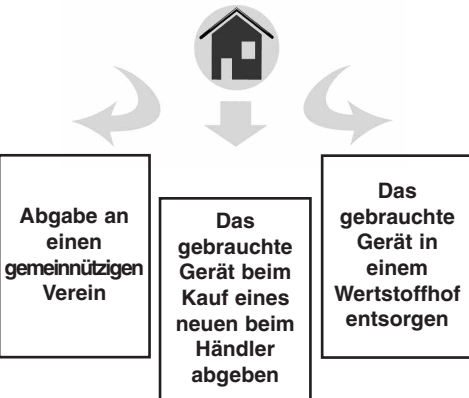 Abgabe an
einen
gemeinnützigen
Verein
Das
gebrauchte
Gerät beim
Kauf eines
neuen beim
Händler
abgeben
Das
gebrauchte
Gerät in
einem
Wertstoffhof
entsorgen